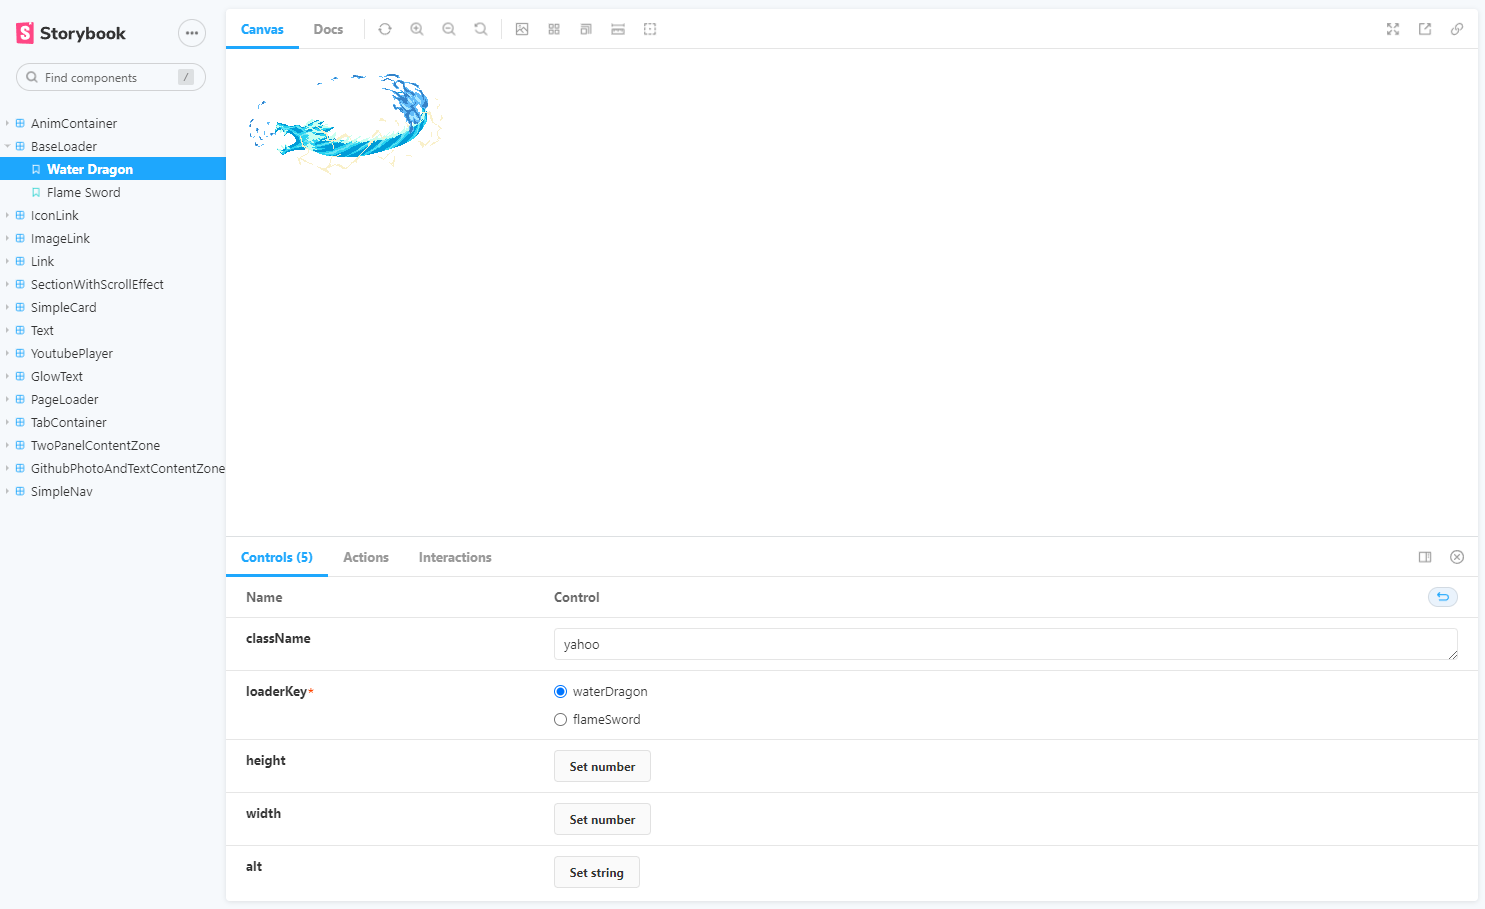 Storybook
Find components /
AnimContainer
BaseLoader
Water Dragon
Flame Sword
IconLink
ImageLink
Link
SectionWithScrollEffect
SimpleCard
Text
YoutubePlayer
GlowText
PageLoader
TabContainer
TwoPanelContentZone
GithubPhotoAndTextContentZone
SimpleNav
Canvas Docs
Controls (5) Actions Interactions
Name Control
className yahoo
loaderKey* waterDragon
flameSword
height Set number
width Set number
alt Set string